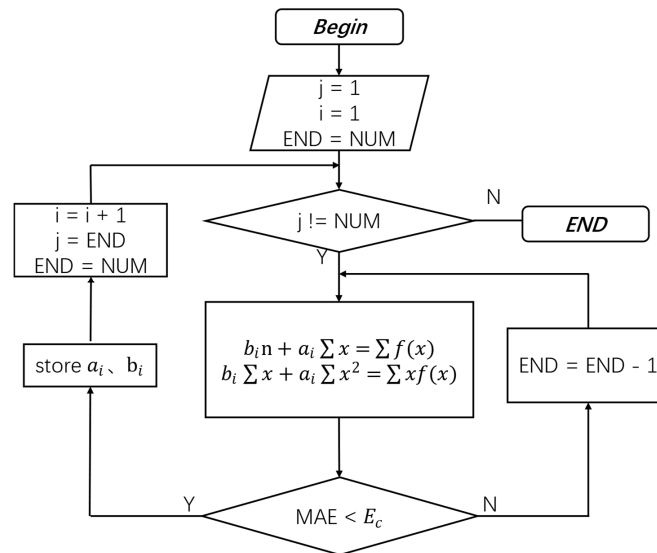 Begin
j = 1
i = 1
END = NUM
N
j != NUM
END
Y
i = i + 1
j = END
END = NUM
b_i n + a_i ∑ x = ∑ f(x)
b_i ∑ x + a_i ∑ x² = ∑ xf(x)
END = END - 1
store a_i、b_i
Y
MAE < E_c
N